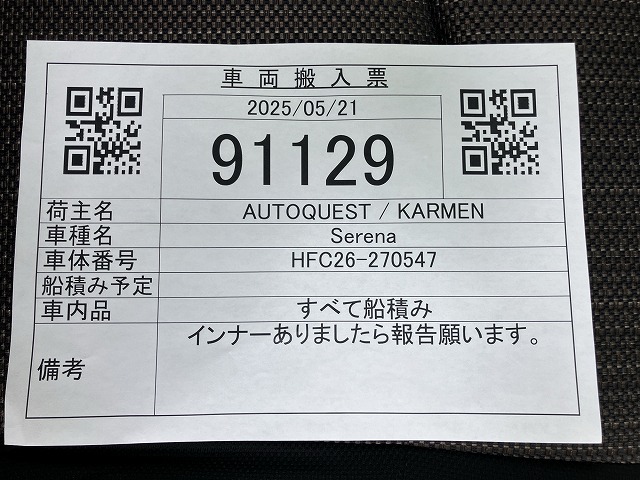 車両搬入票
2025/05/21
91129
荷主名 AUTOQUEST / KARMEN
車種名 Serena
車体番号 HFC26-270547
船積み予定
車内品 すべて船積み
備考 インナーありましたら報告願います。